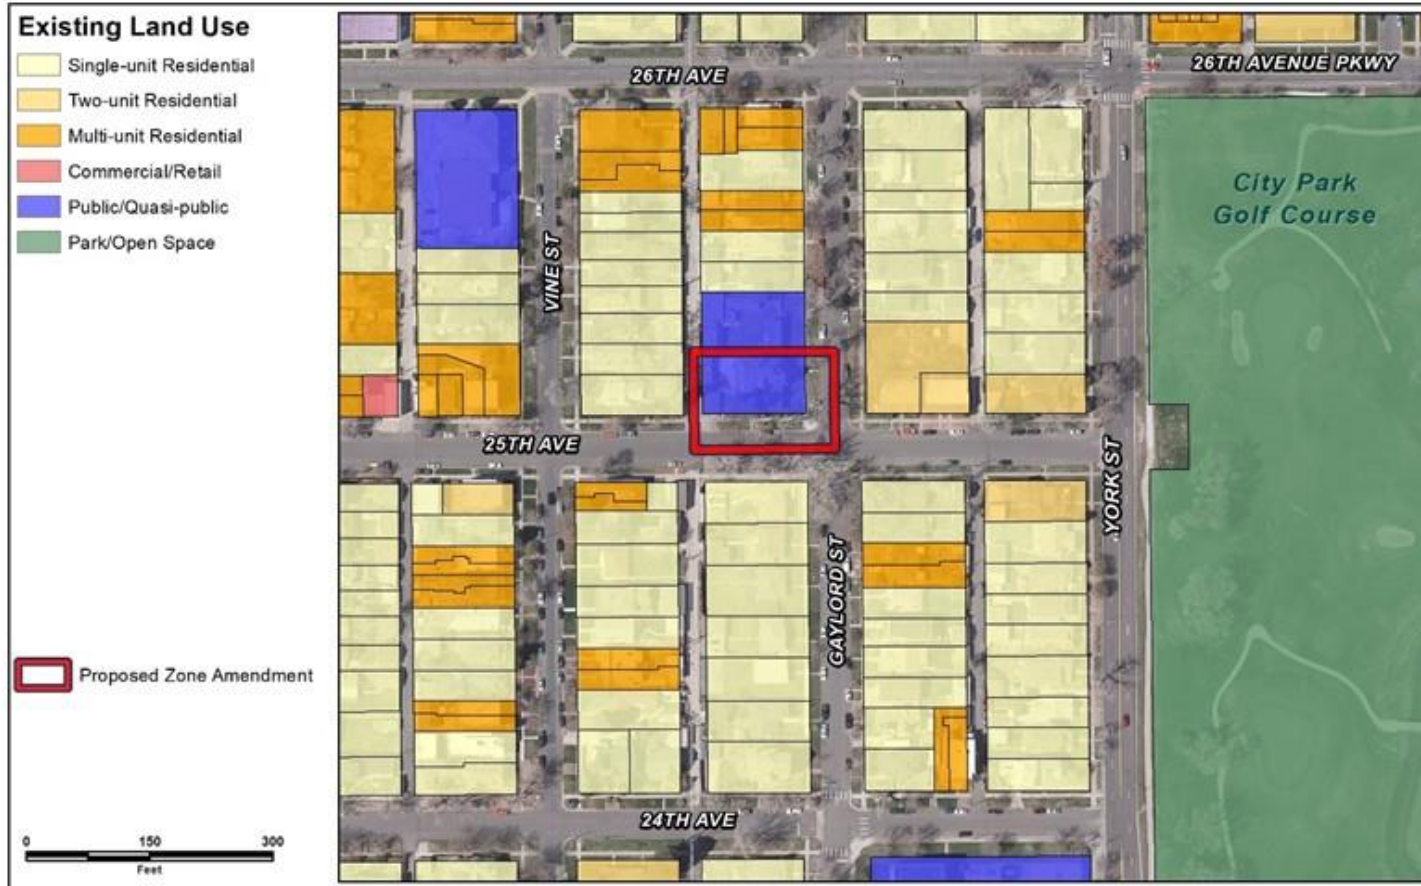 Existing Land Use
Single-unit Residential
Two-unit Residential
Multi-unit Residential
Commercial/Retail
Public/Quasi-public
Park/Open Space
Proposed Zone Amendment
0 150 300
Feet
26TH AVE
26TH AVENUE PKWY
City Park
Golf Course
VINE ST
25TH AVE
YORK ST
GAYLORD ST
24TH AVE